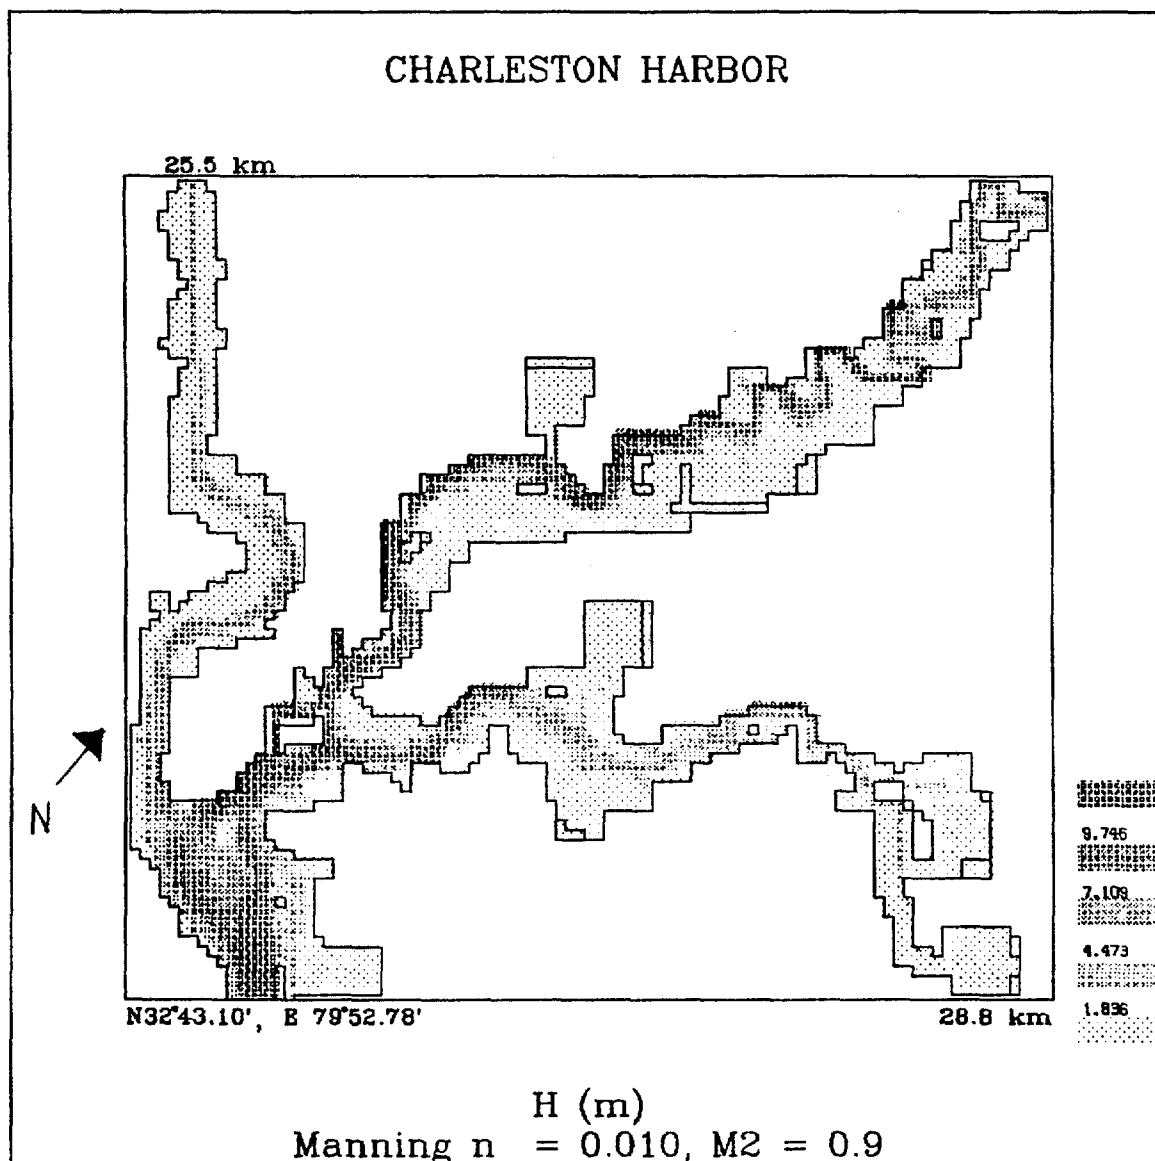 CHARLESTON HARBOR
25.5 km
N
9.746
7.109
4.473
1.836
N32°43.10', E 79°52.78'
28.8 km
H (m)
Manning n = 0.010, M2 = 0.9